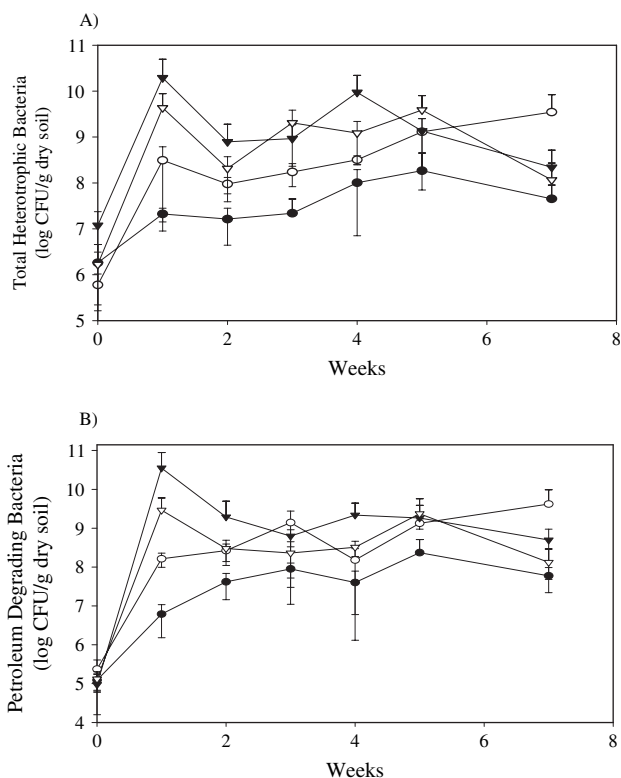 A)
Total Heterotrophic Bacteria
(log CFU/g dry soil)
11
10
9
8
7
6
5
0 2 4 6 8
Weeks
B)
Petroleum Degrading Bacteria
(log CFU/g dry soil)
11
10
9
8
7
6
5
4
0 2 4 6 8
Weeks